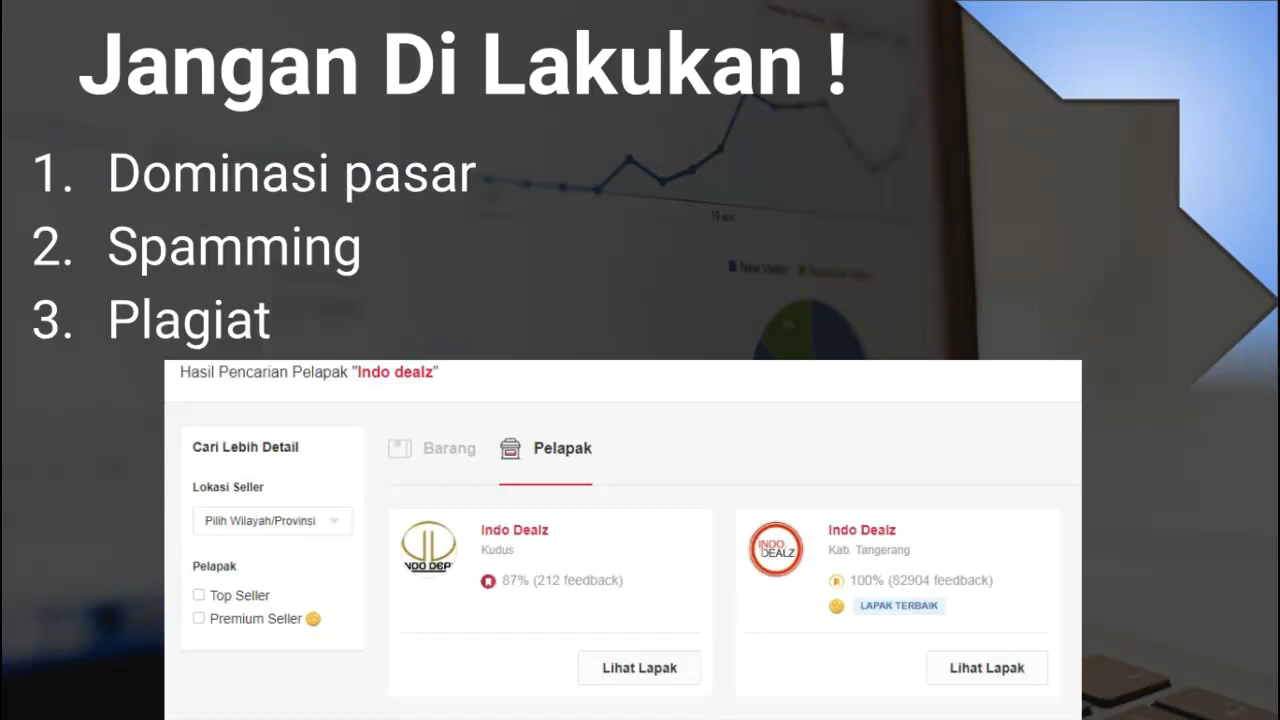 Jangan Di Lakukan !
1. Dominasi pasar
2. Spamming
3. Plagiat
Hasil Pencarian Pelapak "Indo dealz"
Cari Lebih Detail
Lokasi Seller
Pilih Wilayah/Provinsi
Pelapak
Top Seller
Premium Seller
Barang
Pelapak
Indo Dealz
Kudus
87% (212 feedback)
Lihat Lapak
INDO
DEALZ
Indo Dealz
Kab. Tangerang
100% (82904 feedback)
LAPAK TERBAIK
Lihat Lapak